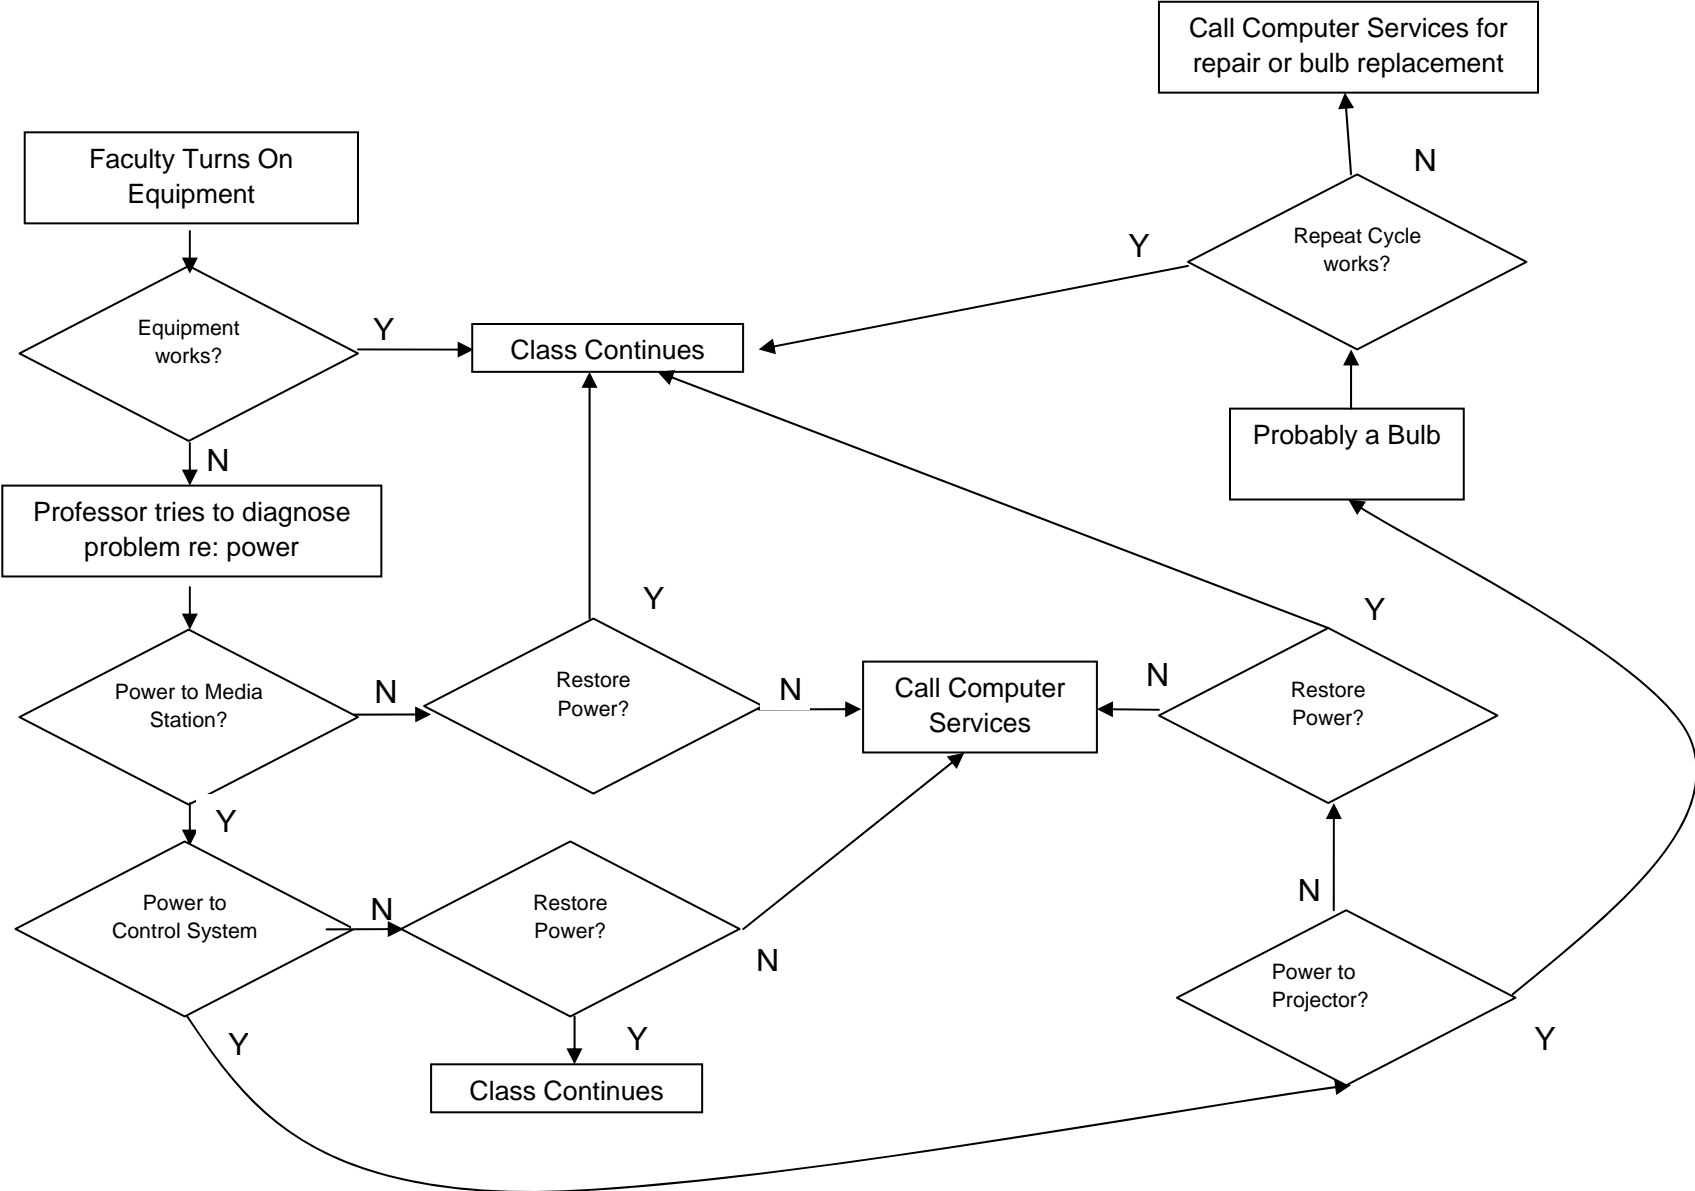 Call Computer Services for
repair or bulb replacement
Faculty Turns On
Equipment
N
Repeat Cycle
works?
Y
Equipment
works?
Y
Class Continues
Probably a Bulb
N
Professor tries to diagnose
problem re: power
Y
Y
Power to Media
Station?
N
Restore
Power?
N
Call Computer
Services
N
Restore
Power?
Y
Power to
Control System
N
Restore
Power?
N
N
Power to
Projector?
Y
Y
Y
Class Continues